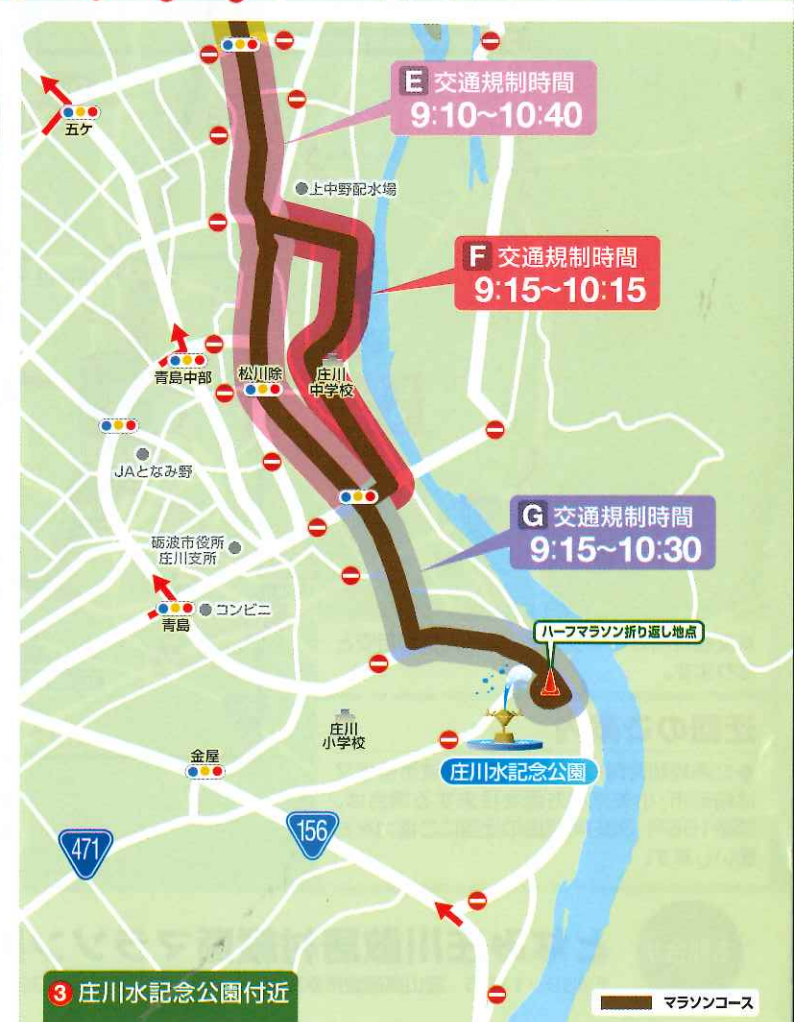 E 交通規制時間
9:10〜10:40
五ケ
上中野配水場
F 交通規制時間
9:15〜10:15
青島中部
松川除
庄川
中学校
JAとなみ野
G 交通規制時間
9:15〜10:30
砺波市役所
庄川支所
コンビニ
青島
ハーフマラソン折り返し地点
庄川
小学校
金屋
庄川水記念公園
471
156
3 庄川水記念公園付近
マラソンコース